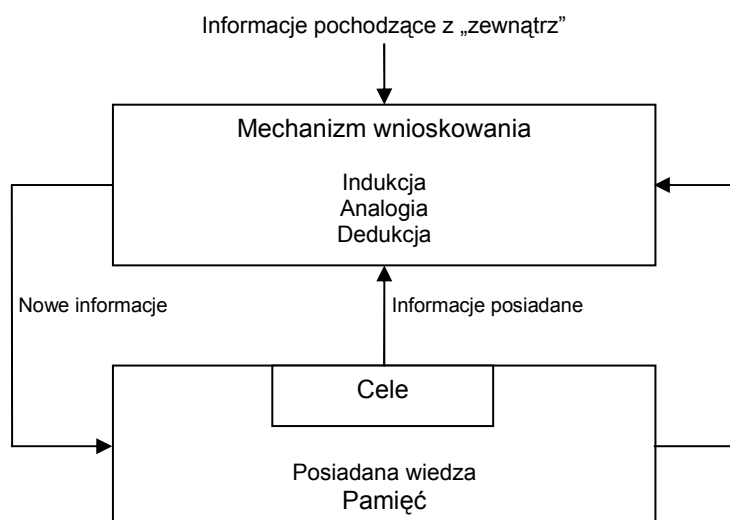 Informacje pochodzące z „zewnątrz”
Mechanizm wnioskowania
Indukcja
Analogia
Dedukcja
Nowe informacje
Informacje posiadane
Cele
Posiadana wiedza
Pamięć